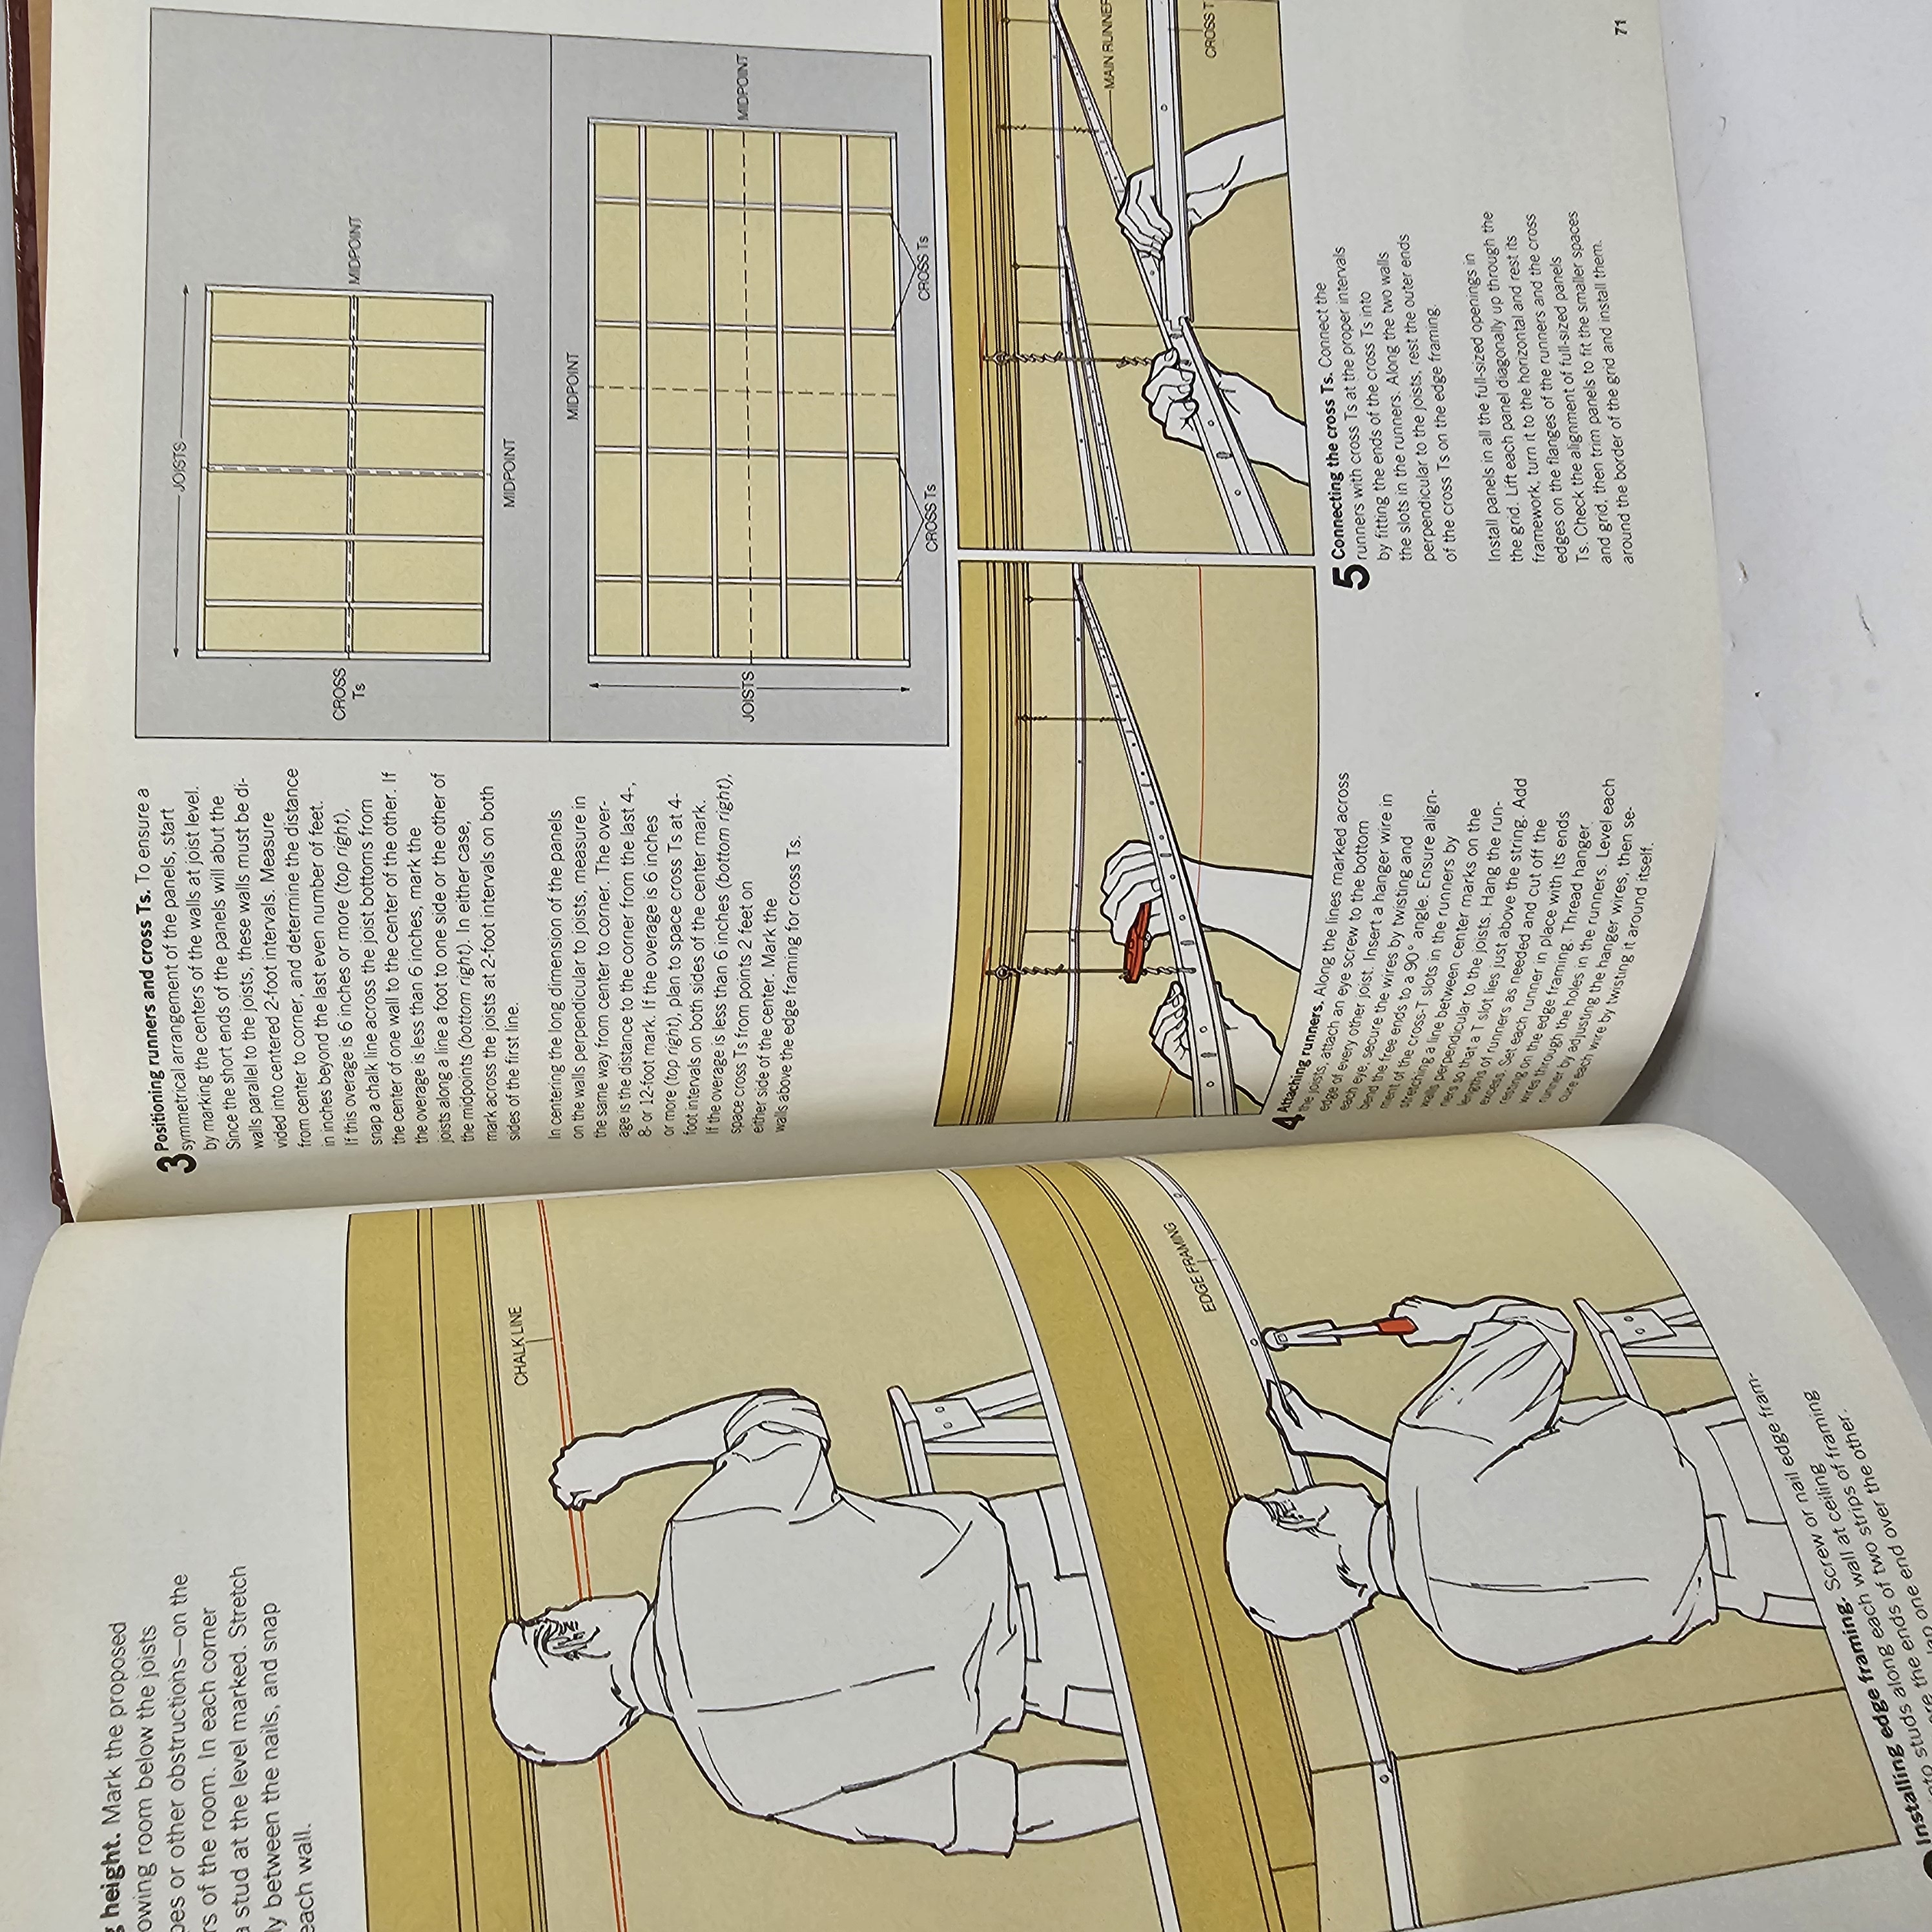 g height. Mark the proposed
owing room below the joists
pes or other obstructions—on the
rs of the room. In each corner
a stud at the level marked. Stretch
ly between the nails, and snap
each wall.
CHALK LINE
EDGE FRAMING
Installing edge framing. Screw or nail edge fram-
nto studs along each wall at ceiling
re the ends of two strips of framing
lap one end over the other.
3 Positioning runners and cross Ts. To ensure a
symmetrical arrangement of the panels, start
by marking the centers of the walls at joist level.
Since the short ends of the panels will abut the
walls parallel to the joists, these walls must be di-
vided into centered 2-foot intervals. Measure
from center to corner, and determine the distance
in inches beyond the last even number of feet.
If this overage is 6 inches or more (top right),
snap a chalk line across the joist bottoms from
the center of one wall to the center of the other. If
the overage is less than 6 inches, mark the
joists along a line a foot to one side or the other of
the midpoints (bottom right). In either case,
mark across the joists at 2-foot intervals on both
sides of the first line.
In centering the long dimension of the panels
on the walls perpendicular to joists, measure in
the same way from center to corner. The over-
age is the distance to the corner from the last 4-,
8- or 12-foot mark. If the overage is 6 inches
or more (top right), plan to space cross Ts at 4-
foot intervals on both sides of the center mark.
If the overage is less than 6 inches (bottom right),
space cross Ts from points 2 feet on
either side of the center. Mark the
walls above the edge framing for cross Ts.
JOISTS
CROSS
Ts
MIDPOINT
MIDPOINT
MIDPOINT
JOISTS
MIDPOINT
CROSS Ts
CROSS Ts
MAIN RUNNER
CROSS T
4 Attaching runners. Along the lines marked across
the joists, attach an eye screw to the bottom
edge of every other joist. Insert a hanger wire in
each eye, secure the wires by twisting and
bend the free ends to a 90° angle. Ensure align-
ment of the cross-T slots in the runners by
stretching a line between center marks on the
walls perpendicular to the joists. Hang the run-
ners so that a T slot lies just above the string. Add
lengths of runners as needed and cut off the
excess. Set each runner in place with its ends
resting on the edge framing. Thread hanger
wires through the holes in the runners. Level each
runner by adjusting the hanger wires, then se-
cure each wire by twisting it around itself.
5 Connecting the cross Ts. Connect the
runners with cross Ts at the proper intervals
by fitting the ends of the cross Ts into
the slots in the runners. Along the two walls
perpendicular to the joists, rest the outer ends
of the cross Ts on the edge framing.
Install panels in all the full-sized openings in
the grid. Lift each panel diagonally up through the
framework, turn it to the horizontal and rest its
edges on the flanges of the runners and the cross
Ts. Check the alignment of full-sized panels
and grid, then trim panels to fit the smaller spaces
around the border of the grid and install them.
71